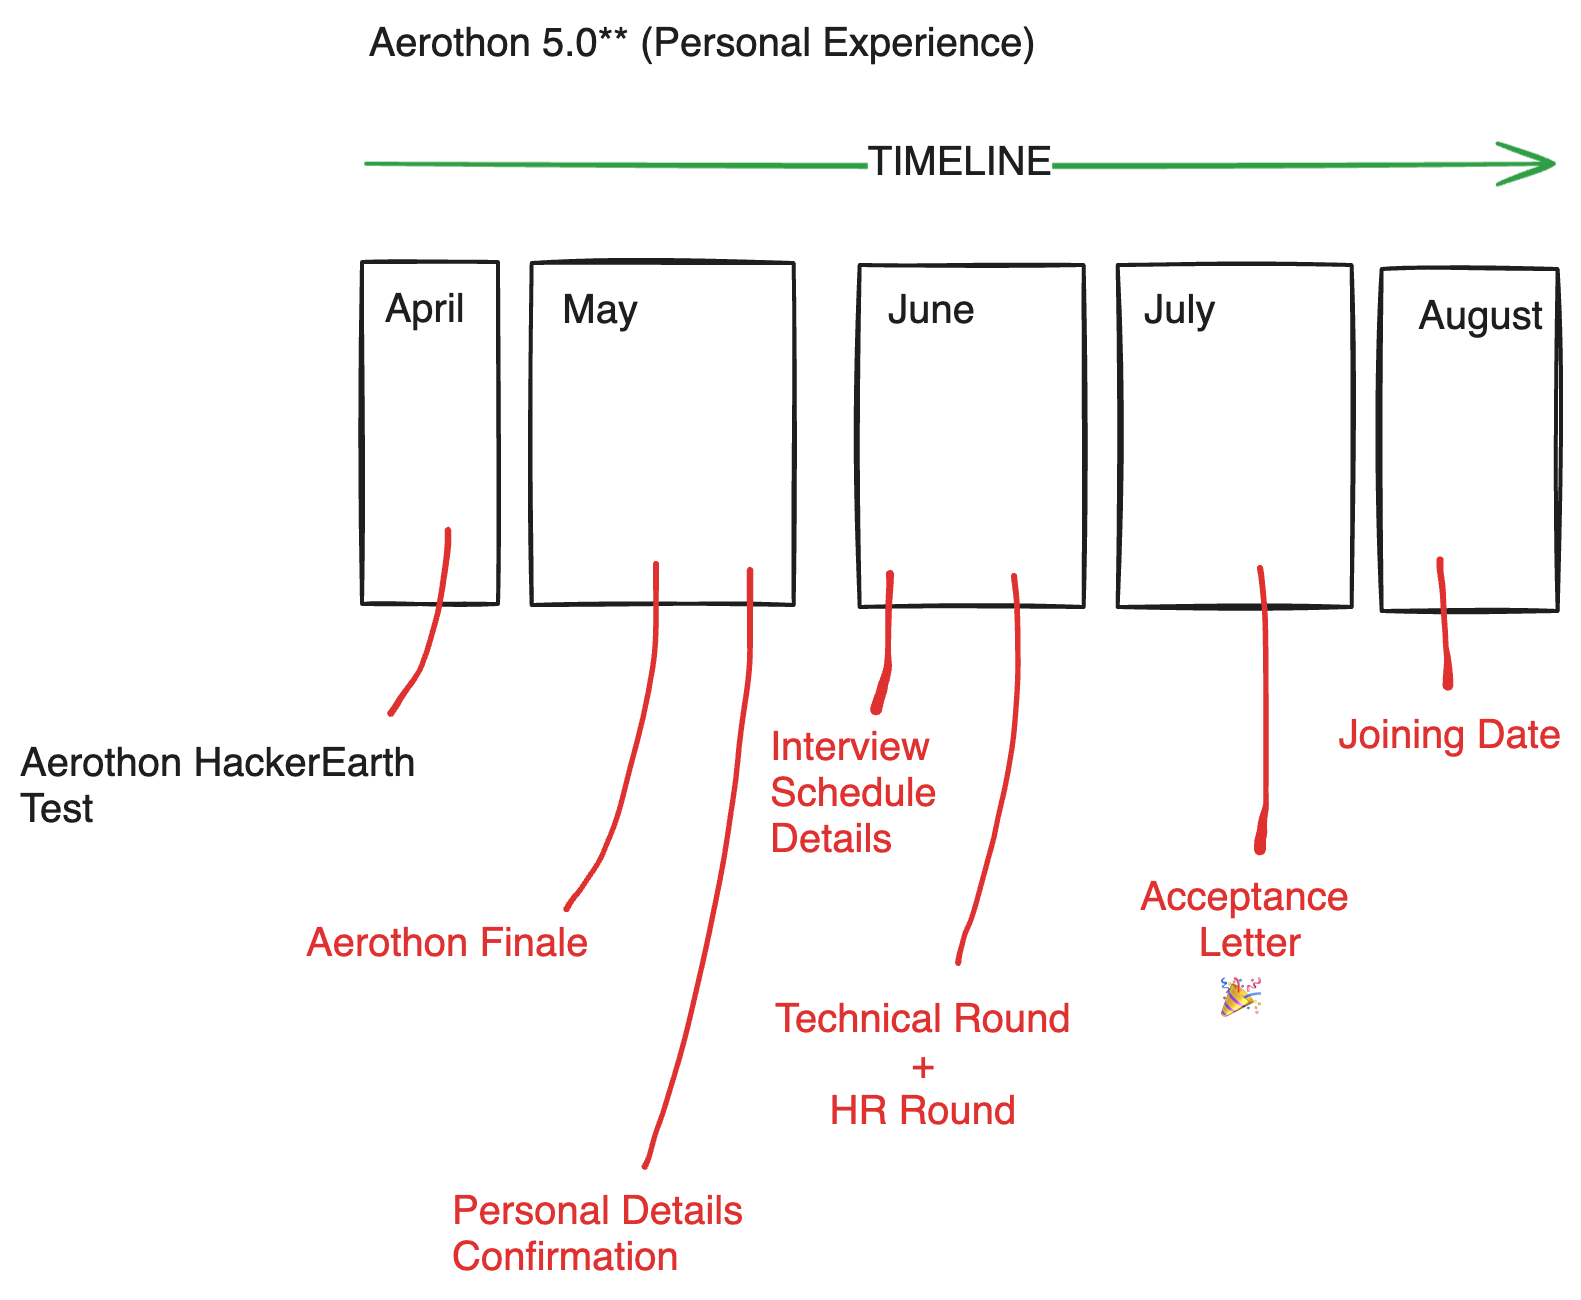 Aerothon 5.0** (Personal Experience)
TIMELINE
April
May
June
July
August
Aerothon HackerEarth
Test
Aerothon Finale
Personal Details
Confirmation
Interview
Schedule
Details
Technical Round
+
HR Round
Acceptance
Letter
🎉
Joining Date